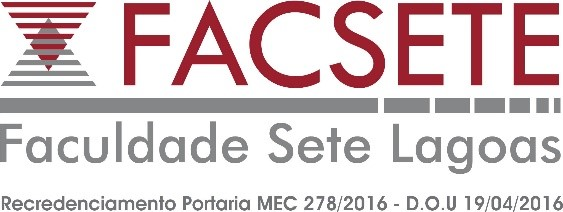 FACSETE
Faculdade Sete Lagoas
Recredenciamento Portaria MEC 278/2016 - D.O.U 19/04/2016